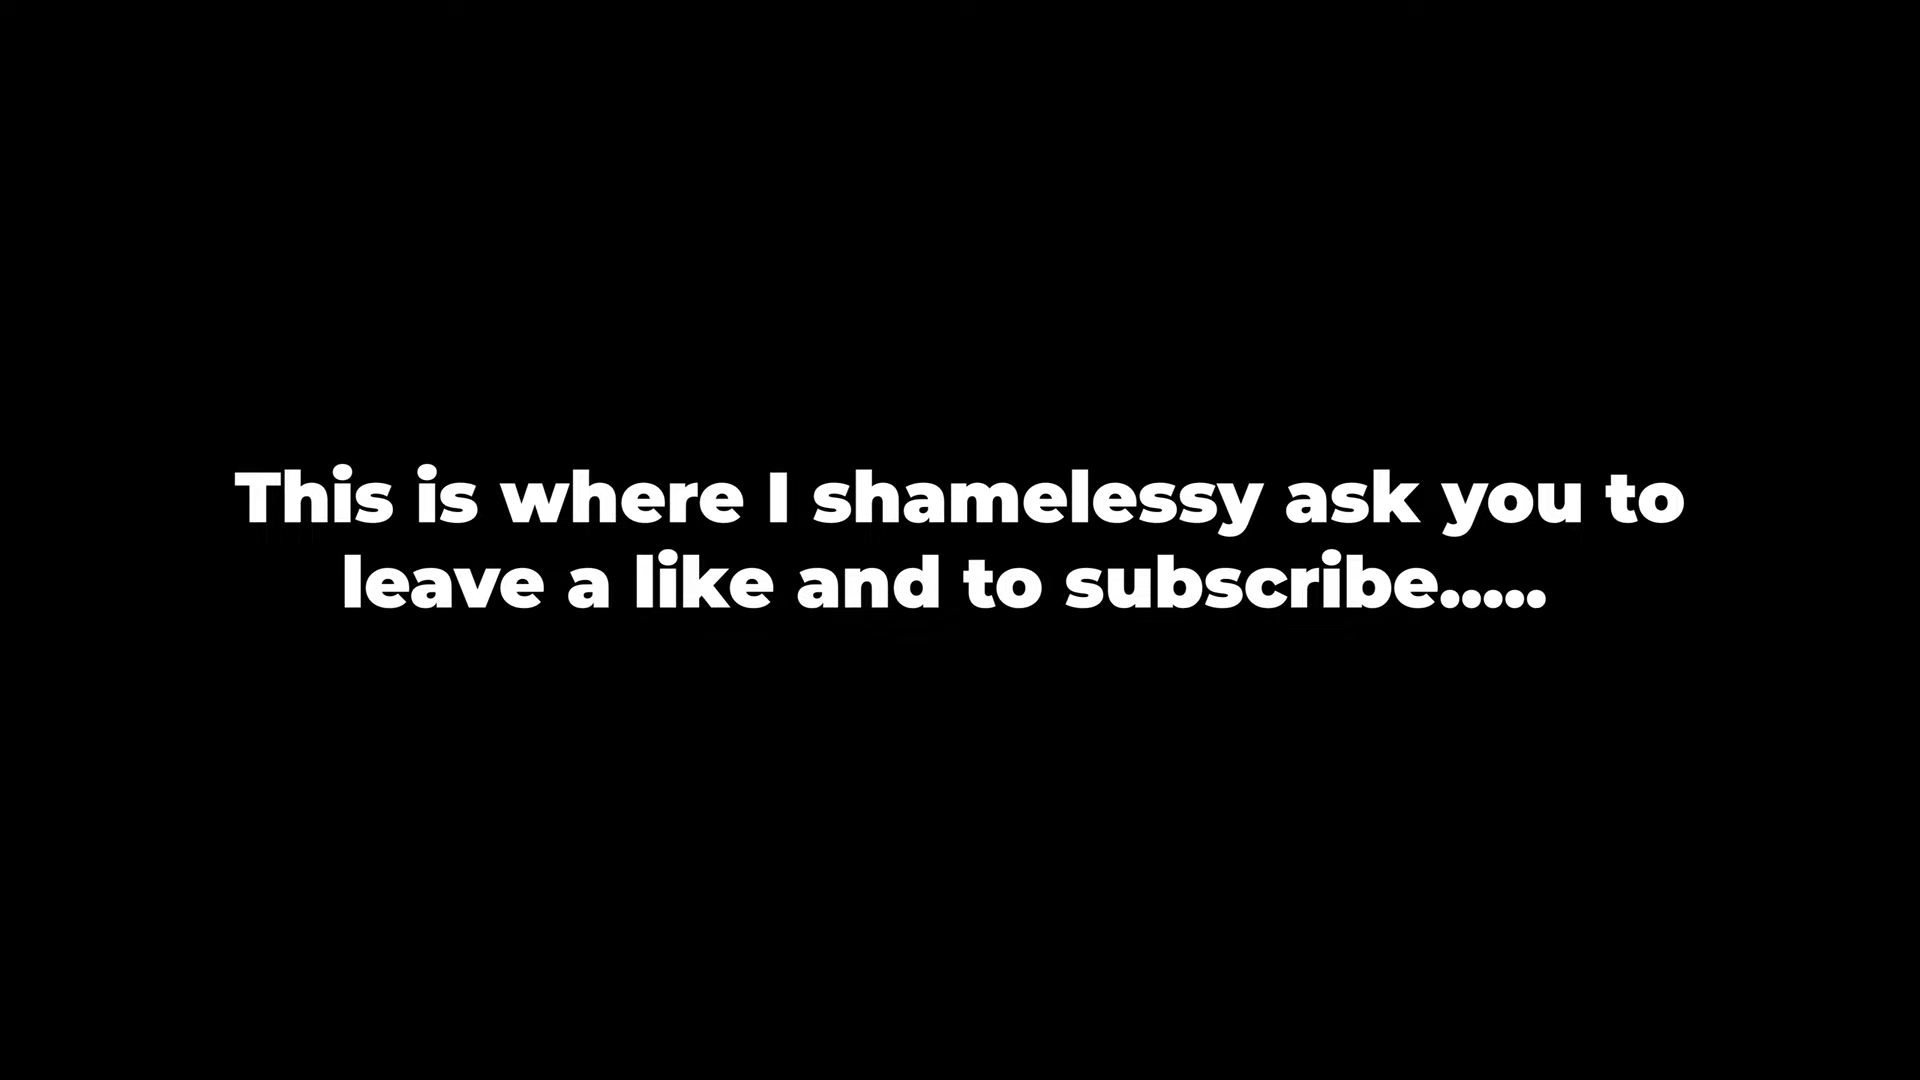 This is where I shamelessy ask you to
leave a like and to subscribe.....